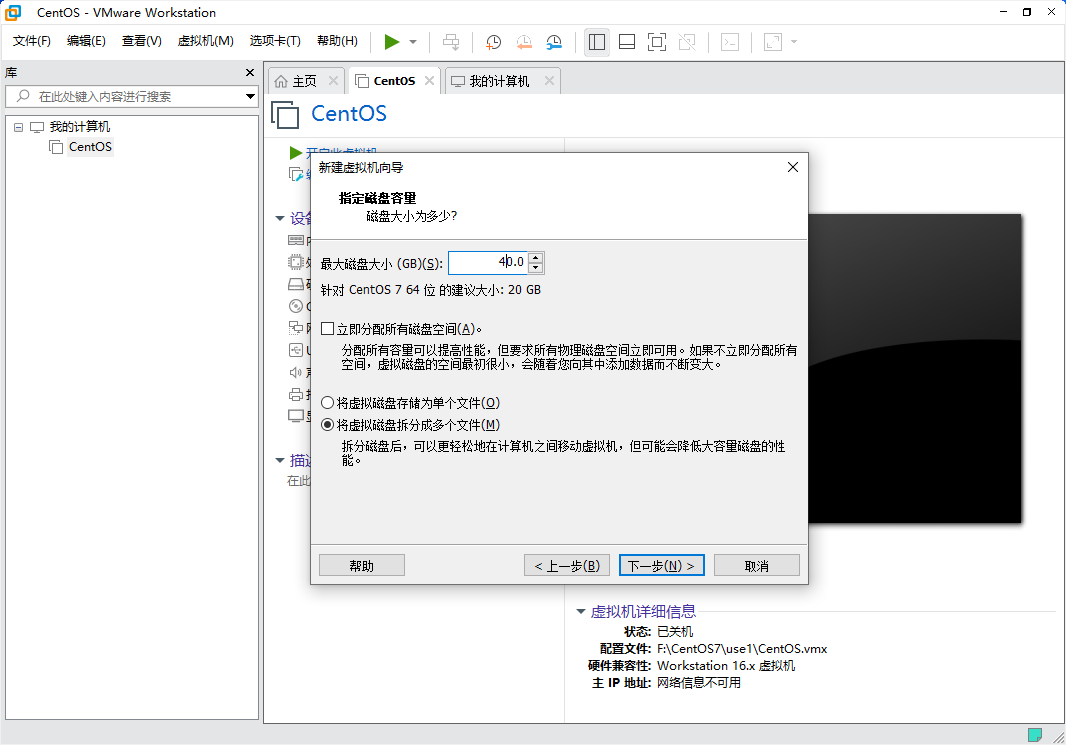 CentOS - VMware Workstation
文件(F) 编辑(E) 查看(V) 虚拟机(M) 选项卡(T) 帮助(H)
库
在此处键入内容进行搜索
我的计算机
CentOS
主页 CentOS 我的计算机
CentOS
新建虚拟机向导
指定磁盘容量
磁盘大小为多少?
最大磁盘大小 (GB)(S): 40.0
针对 CentOS 7 64 位 的建议大小: 20 GB
立即分配所有磁盘空间(A)。
分配所有容量可以提高性能，但要求所有物理磁盘空间立即可用。如果不立即分配所有
空间，虚拟磁盘的空间最初很小，会随着您向其中添加数据而不断变大。
将虚拟磁盘存储为单个文件(O)
将虚拟磁盘拆分成多个文件(M)
拆分磁盘后，可以更轻松地在计算机之间移动虚拟机，但可能会降低大容量磁盘的性
能。
帮助 < 上一步(B) 下一步(N) > 取消
设备
描述
在此
虚拟机详细信息
状态: 已关机
配置文件: F:\CentOS7\use1\CentOS.vmx
硬件兼容性: Workstation 16.x 虚拟机
主 IP 地址: 网络信息不可用